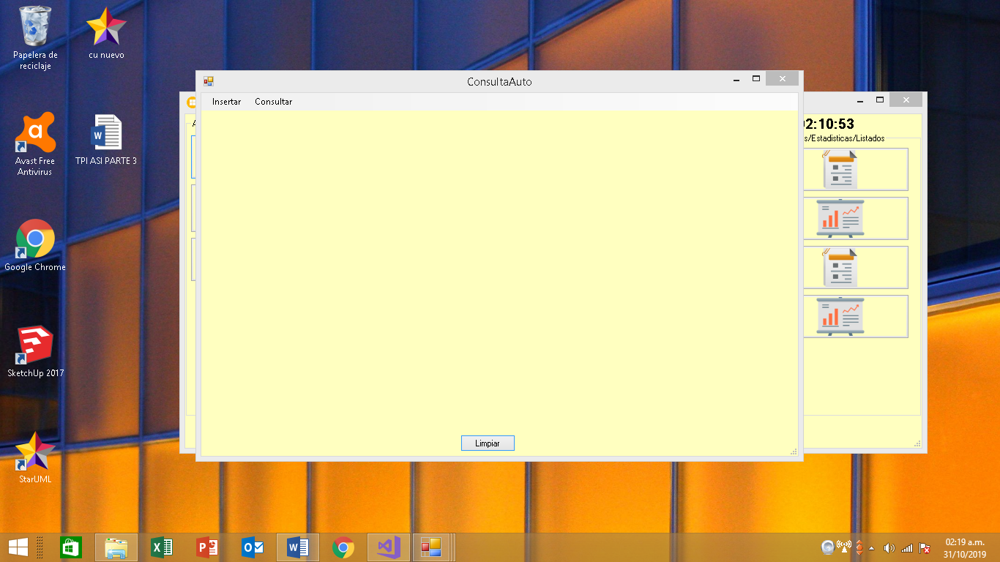 Papelera de
reciclaje
cu nuevo
Avast Free
Antivirus
TPI ASI PARTE 3
Google Chrome
SketchUp 2017
StarUML
ConsultaAuto
Insertar Consultar
Limpiar
2:10:53
s/Estadisticas/Listados
02:19 a.m.
31/10/2019